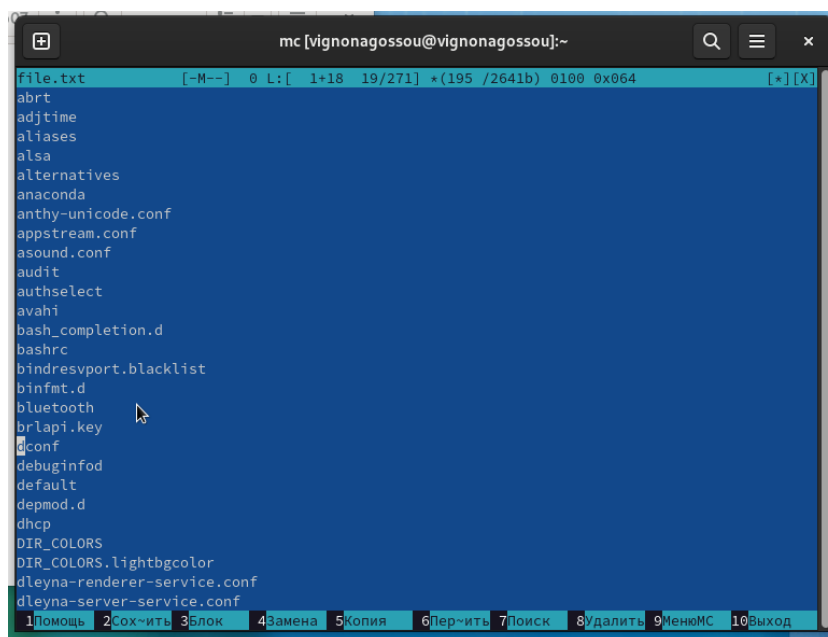 mc [vignonagossou@vignonagossou]:~
file.txt [-M--] 0 L:[ 1+18 19/271] *(195 /2641b) 0100 0x064 [*][X]
abrt
adjtime
aliases
alsa
alternatives
anaconda
anthy-unicode.conf
appstream.conf
asound.conf
audit
authselect
avahi
bash_completion.d
bashrc
bindresvport.blacklist
binfmt.d
bluetooth
brlapi.key
dconf
debuginfod
default
depmod.d
dhcp
DIR_COLORS
DIR_COLORS.lightbgcolor
dleyna-renderer-service.conf
dleyna-server-service.conf
1Помощь 2Сох~ить 3Блок 4Замена 5Копия 6Пер~ить 7Поиск 8Удалить 9МенюMC 10Выход